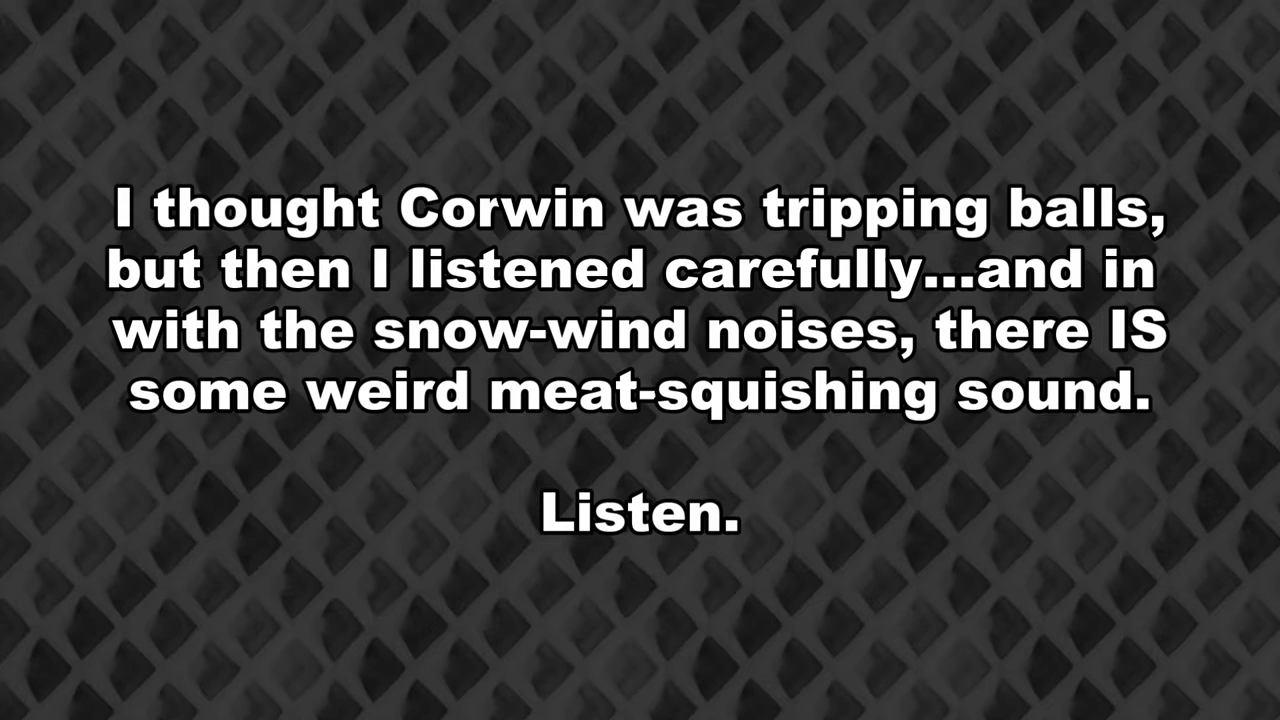 I thought Corwin was tripping balls,
but then I listened carefully...and in
with the snow-wind noises, there IS
some weird meat-squishing sound.
Listen.